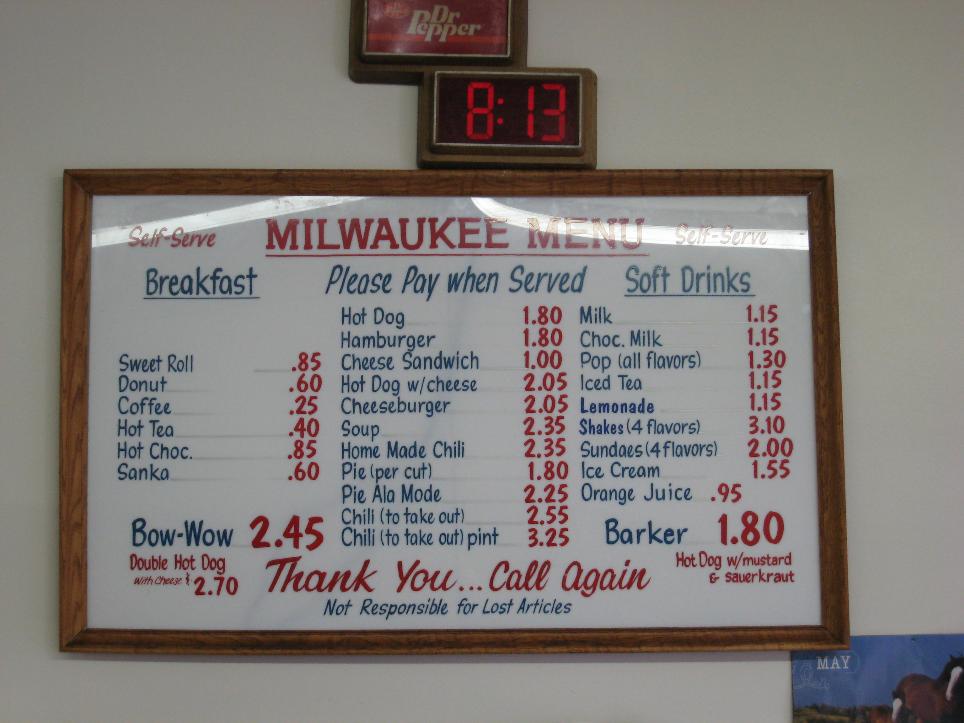 Dr Pepper
8:13
Self-Serve MILWAUKEE MENU Self-Serve
Breakfast
Sweet Roll .85
Donut .60
Coffee .25
Hot Tea .40
Hot Choc. .85
Sanka .60
Bow-Wow 2.45
Double Hot Dog
With Cheese 2.70
Please Pay when Served
Hot Dog 1.80
Hamburger 1.80
Cheese Sandwich 1.00
Hot Dog w/cheese 2.05
Cheeseburger 2.05
Soup 2.35
Home Made Chili 2.35
Pie (per cut) 1.80
Pie Ala Mode 2.25
Chili (to take out) 2.55
Chili (to take out) pint 3.25
Soft Drinks
Milk 1.15
Choc. Milk 1.15
Pop (all flavors) 1.30
Iced Tea 1.15
Lemonade 1.15
Shakes (4 flavors) 3.10
Sundaes (4 flavors) 2.00
Ice Cream 1.55
Orange Juice .95
Barker 1.80
Hot Dog w/mustard
& sauerkraut
Thank You...Call Again
Not Responsible for Lost Articles
MAY